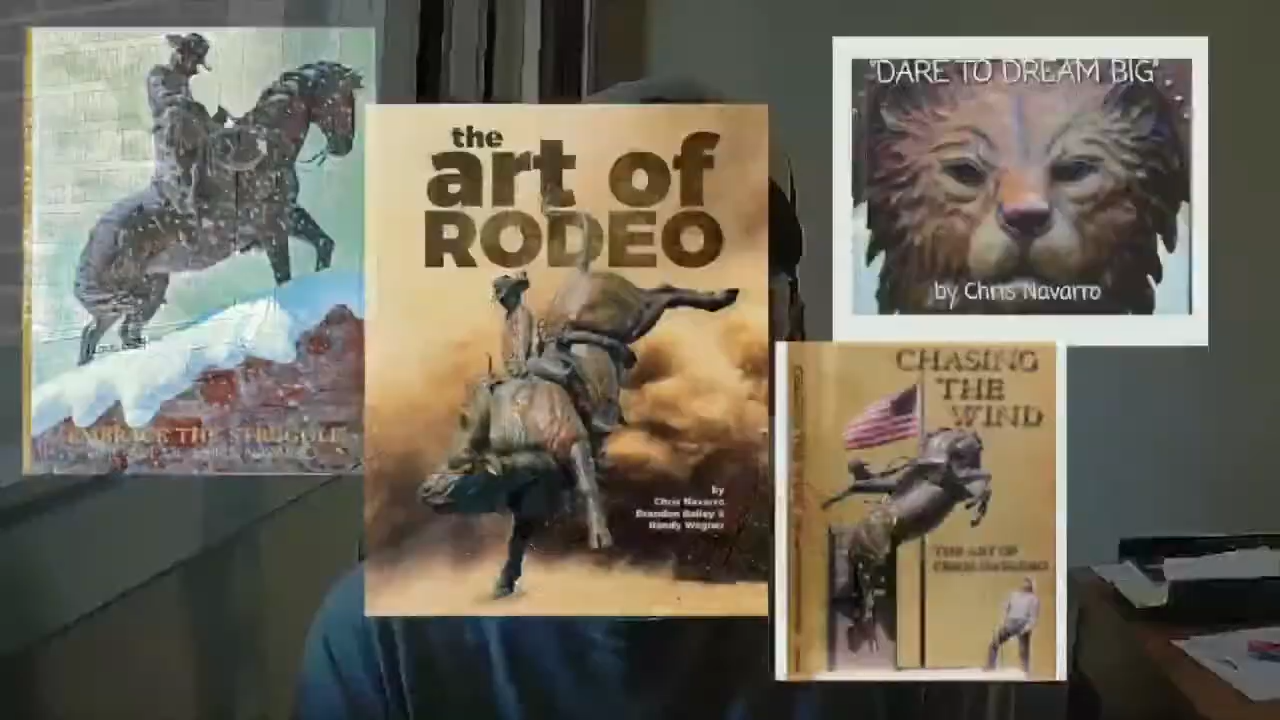 EMBRACE THE STRUGGLE
the
art of
RODEO
by
Chris Navarro
Brandon Bailey &
Randy Wagner
"DARE TO DREAM BIG".
by Chris Navarro
CHASING
THE
WIND
THE ART OF
CHRIS NAVARRO